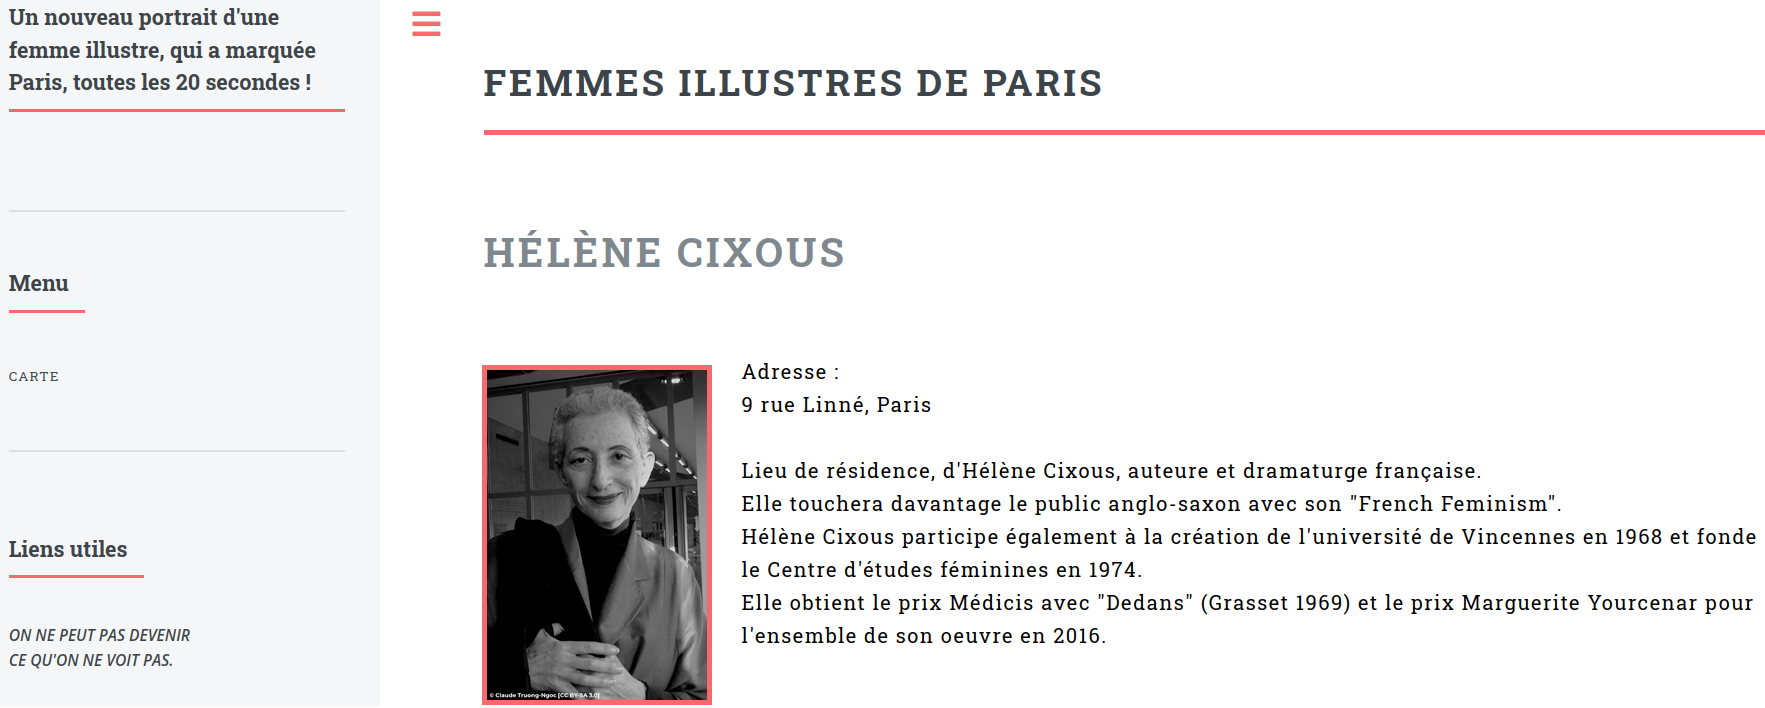 Un nouveau portrait d'une
femme illustre, qui a marquée
Paris, toutes les 20 secondes !
Menu
CARTE
Liens utiles
ON NE PEUT PAS DEVENIR
CE QU'ON NE VOIT PAS.
FEMMES ILLUSTRES DE PARIS
HÉLÈNE CIXOUS
© Claude Truong-Ngoc [CC BY-SA 3.0]
Adresse :
9 rue Linné, Paris
Lieu de résidence, d'Hélène Cixous, auteure et dramaturge française.
Elle touchera davantage le public anglo-saxon avec son "French Feminism".
Hélène Cixous participe également à la création de l'université de Vincennes en 1968 et fonde
le Centre d'études féminines en 1974.
Elle obtient le prix Médicis avec "Dedans" (Grasset 1969) et le prix Marguerite Yourcenar pour
l'ensemble de son oeuvre en 2016.